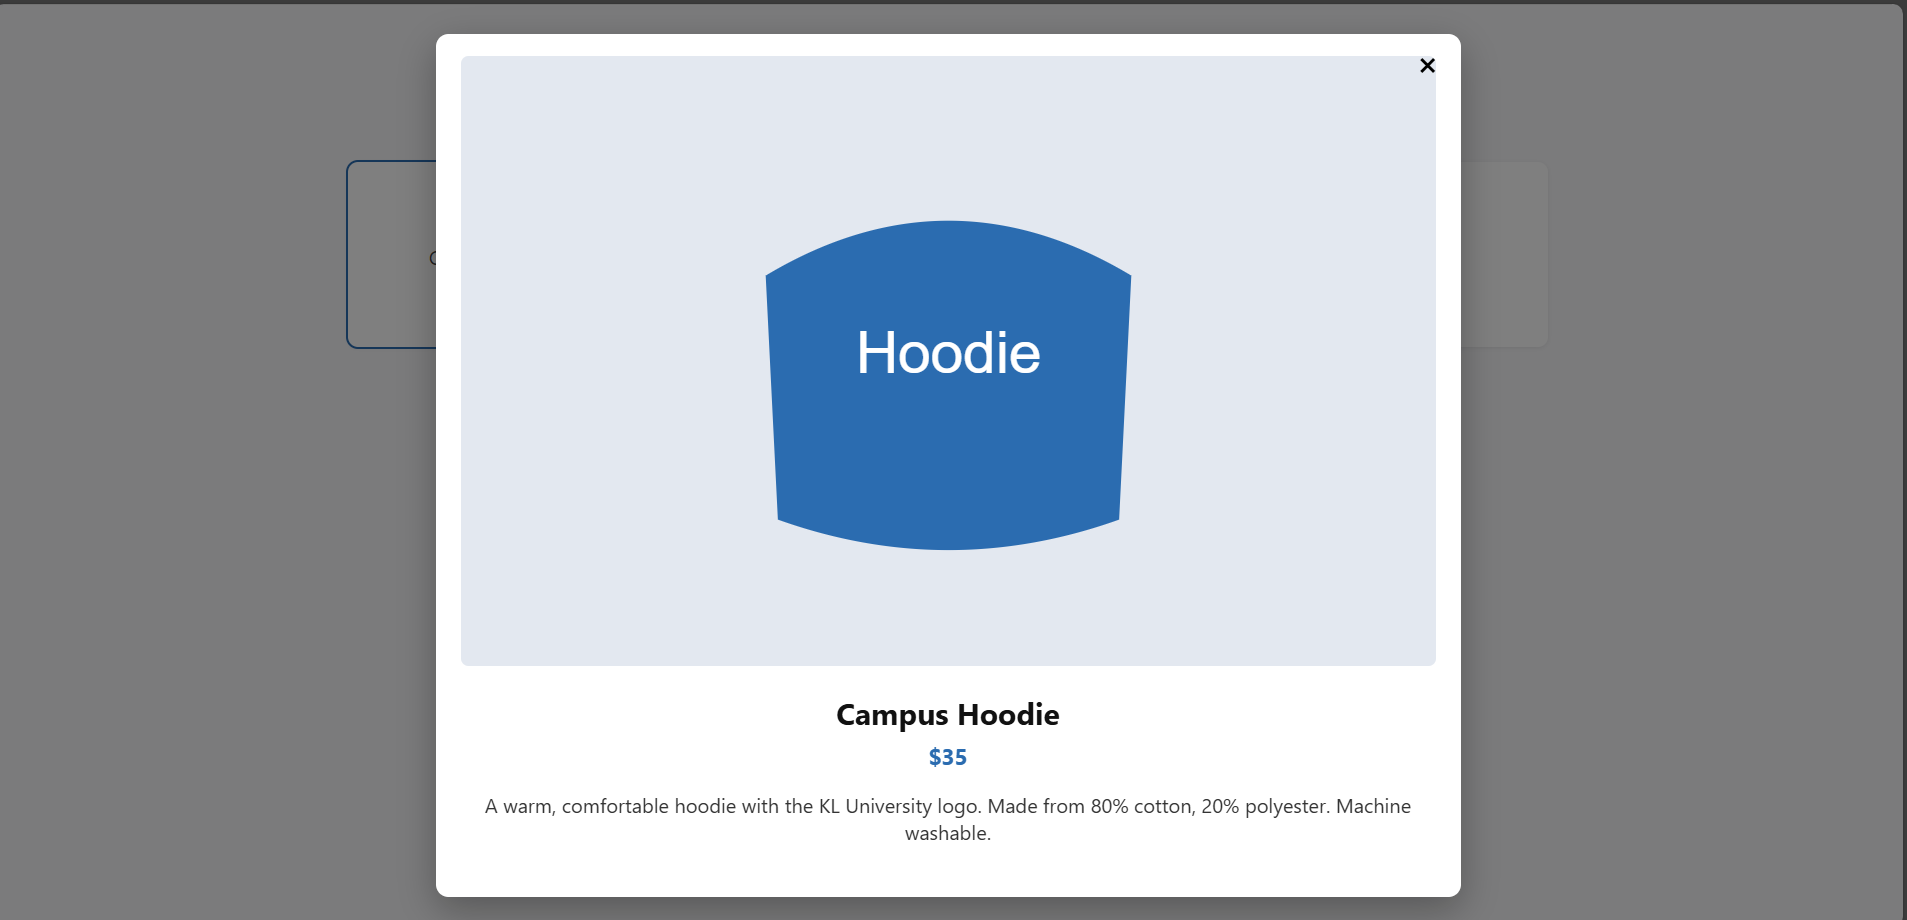 ×
Hoodie
Campus Hoodie
$35
A warm, comfortable hoodie with the KL University logo. Made from 80% cotton, 20% polyester. Machine
washable.